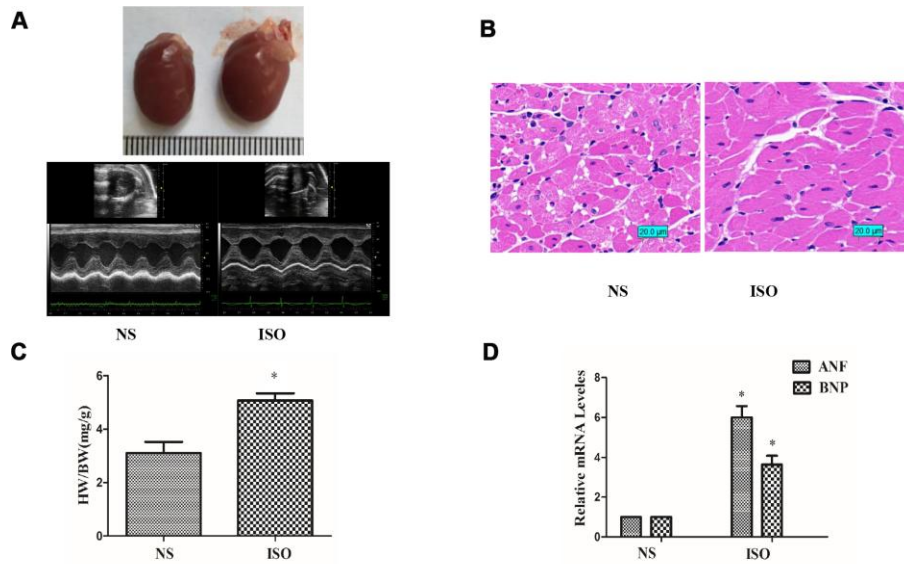 A
NS ISO
B
20.0 µm 20.0 µm
NS ISO
C
HW/BW(mg/g)
6
4
2
0
*
NS ISO
D
Relative mRNA Leveles
8
6
4
2
0
ANF
BNP
*
*
NS ISO